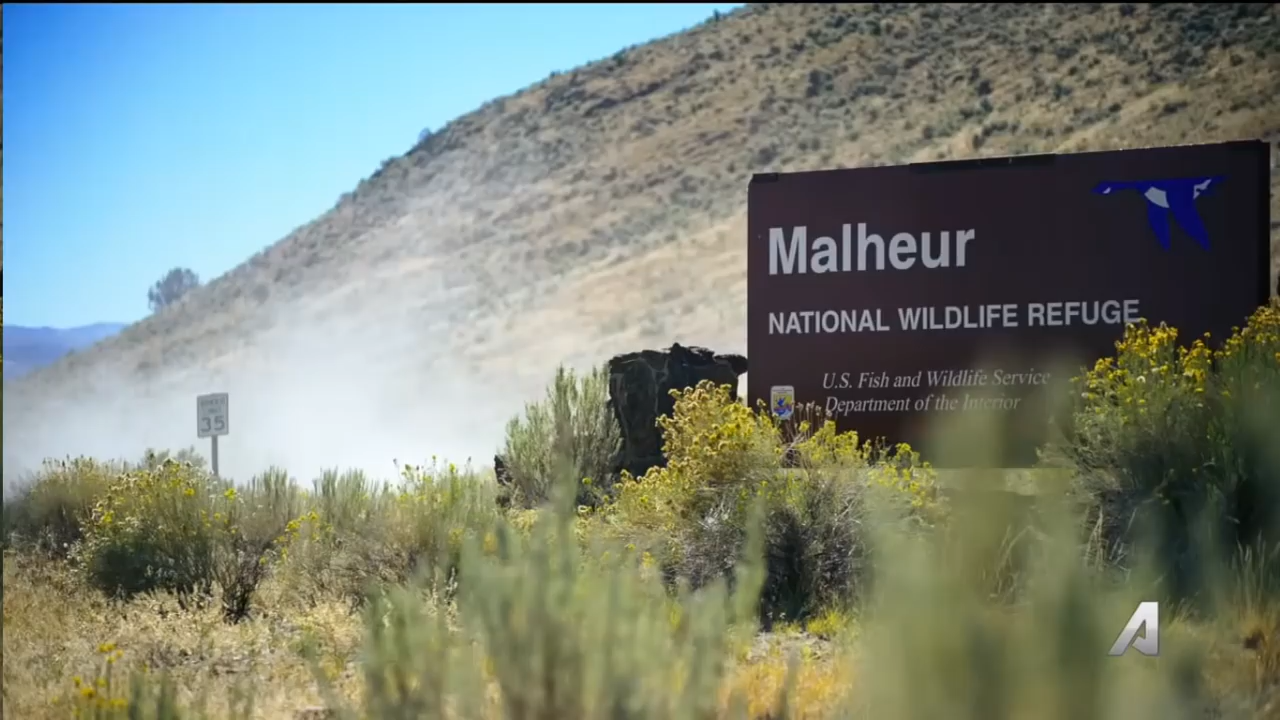 Malheur
NATIONAL WILDLIFE REFUGE
U.S. Fish and Wildlife Service
Department of the Interior
35
A